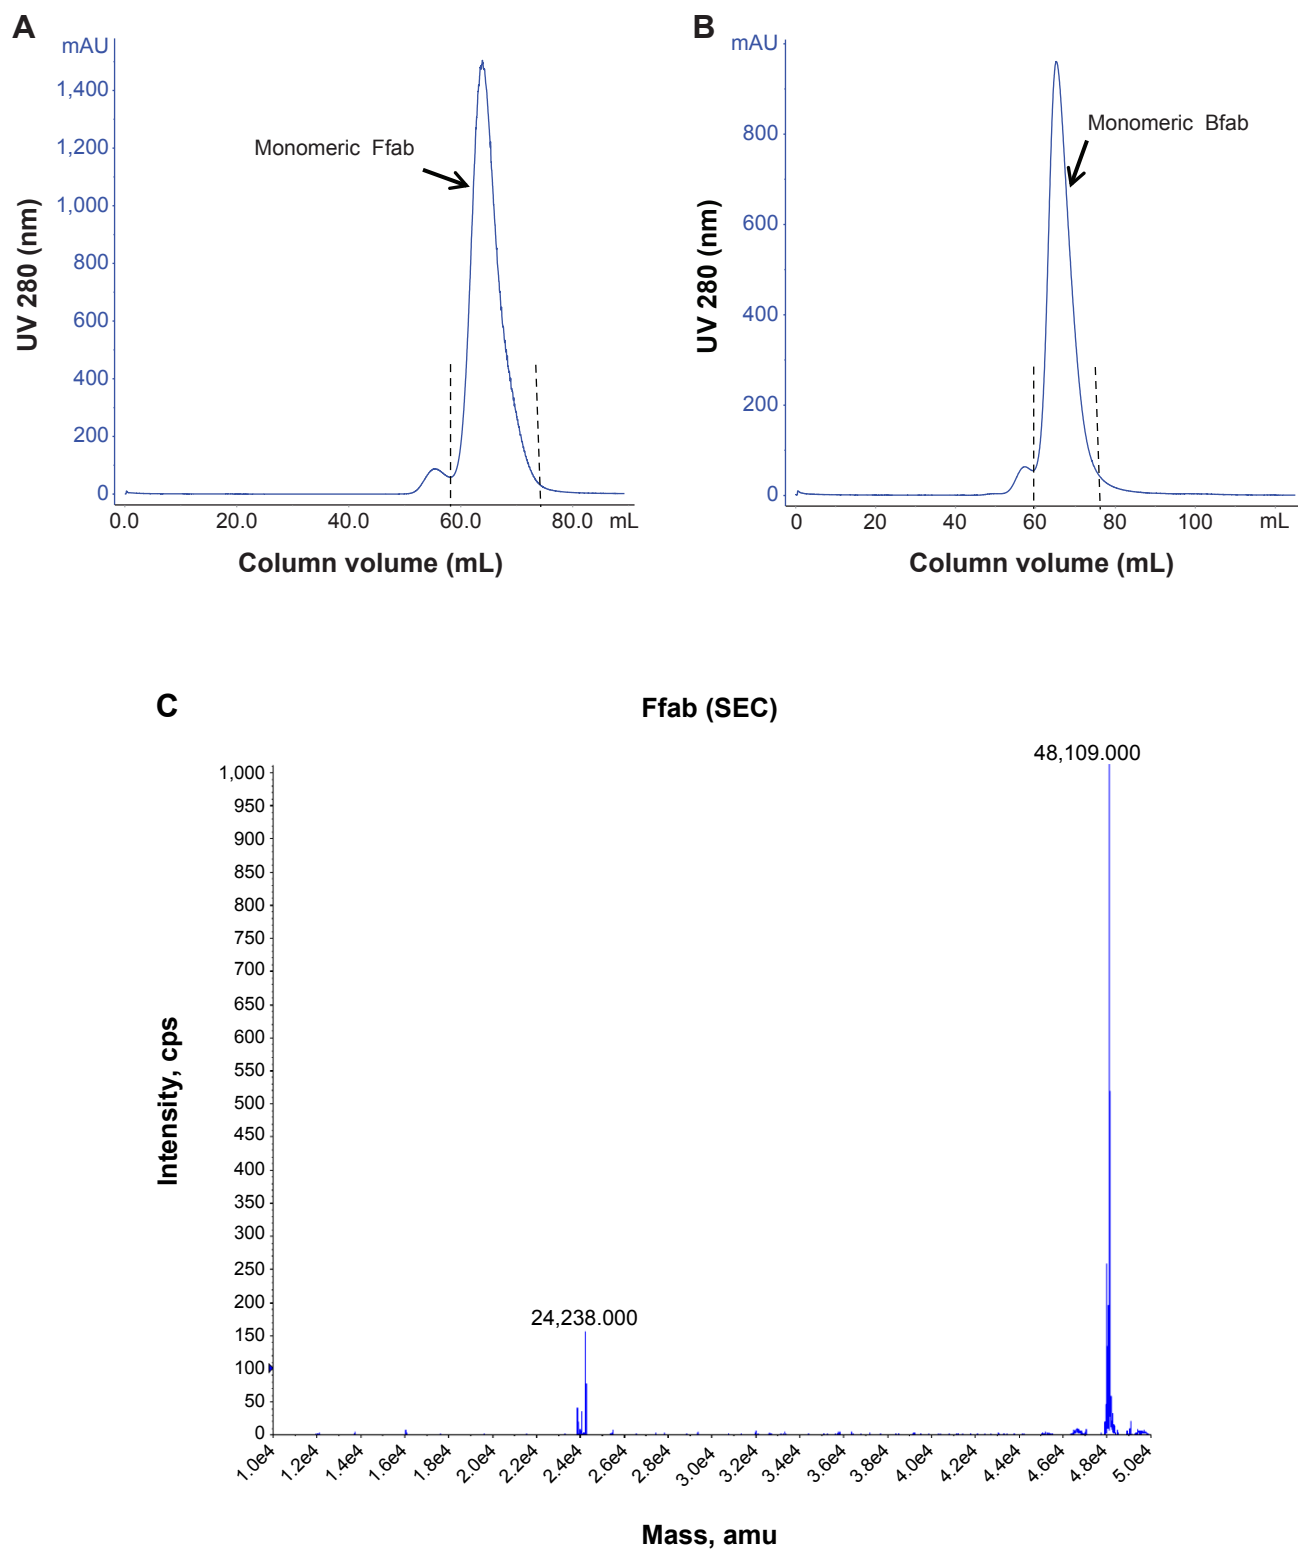 A
mAU
1,400
1,200
1,000
800
600
400
200
0
UV 280 (nm)
Monomeric Ffab
0.0 20.0 40.0 60.0 80.0 mL
Column volume (mL)
B
mAU
800
600
400
200
0
UV 280 (nm)
Monomeric Bfab
0 20 40 60 80 100 mL
Column volume (mL)
C
Ffab (SEC)
48,109.000
24,238.000
1,000
950
900
850
800
750
700
650
600
550
500
450
400
350
300
250
200
150
100
50
0
Intensity, cps
1.0e4 1.2e4 1.4e4 1.6e4 1.8e4 2.0e4 2.2e4 2.4e4 2.6e4 2.8e4 3.0e4 3.2e4 3.4e4 3.6e4 3.8e4 4.0e4 4.2e4 4.4e4 4.6e4 4.8e4 5.0e4
Mass, amu